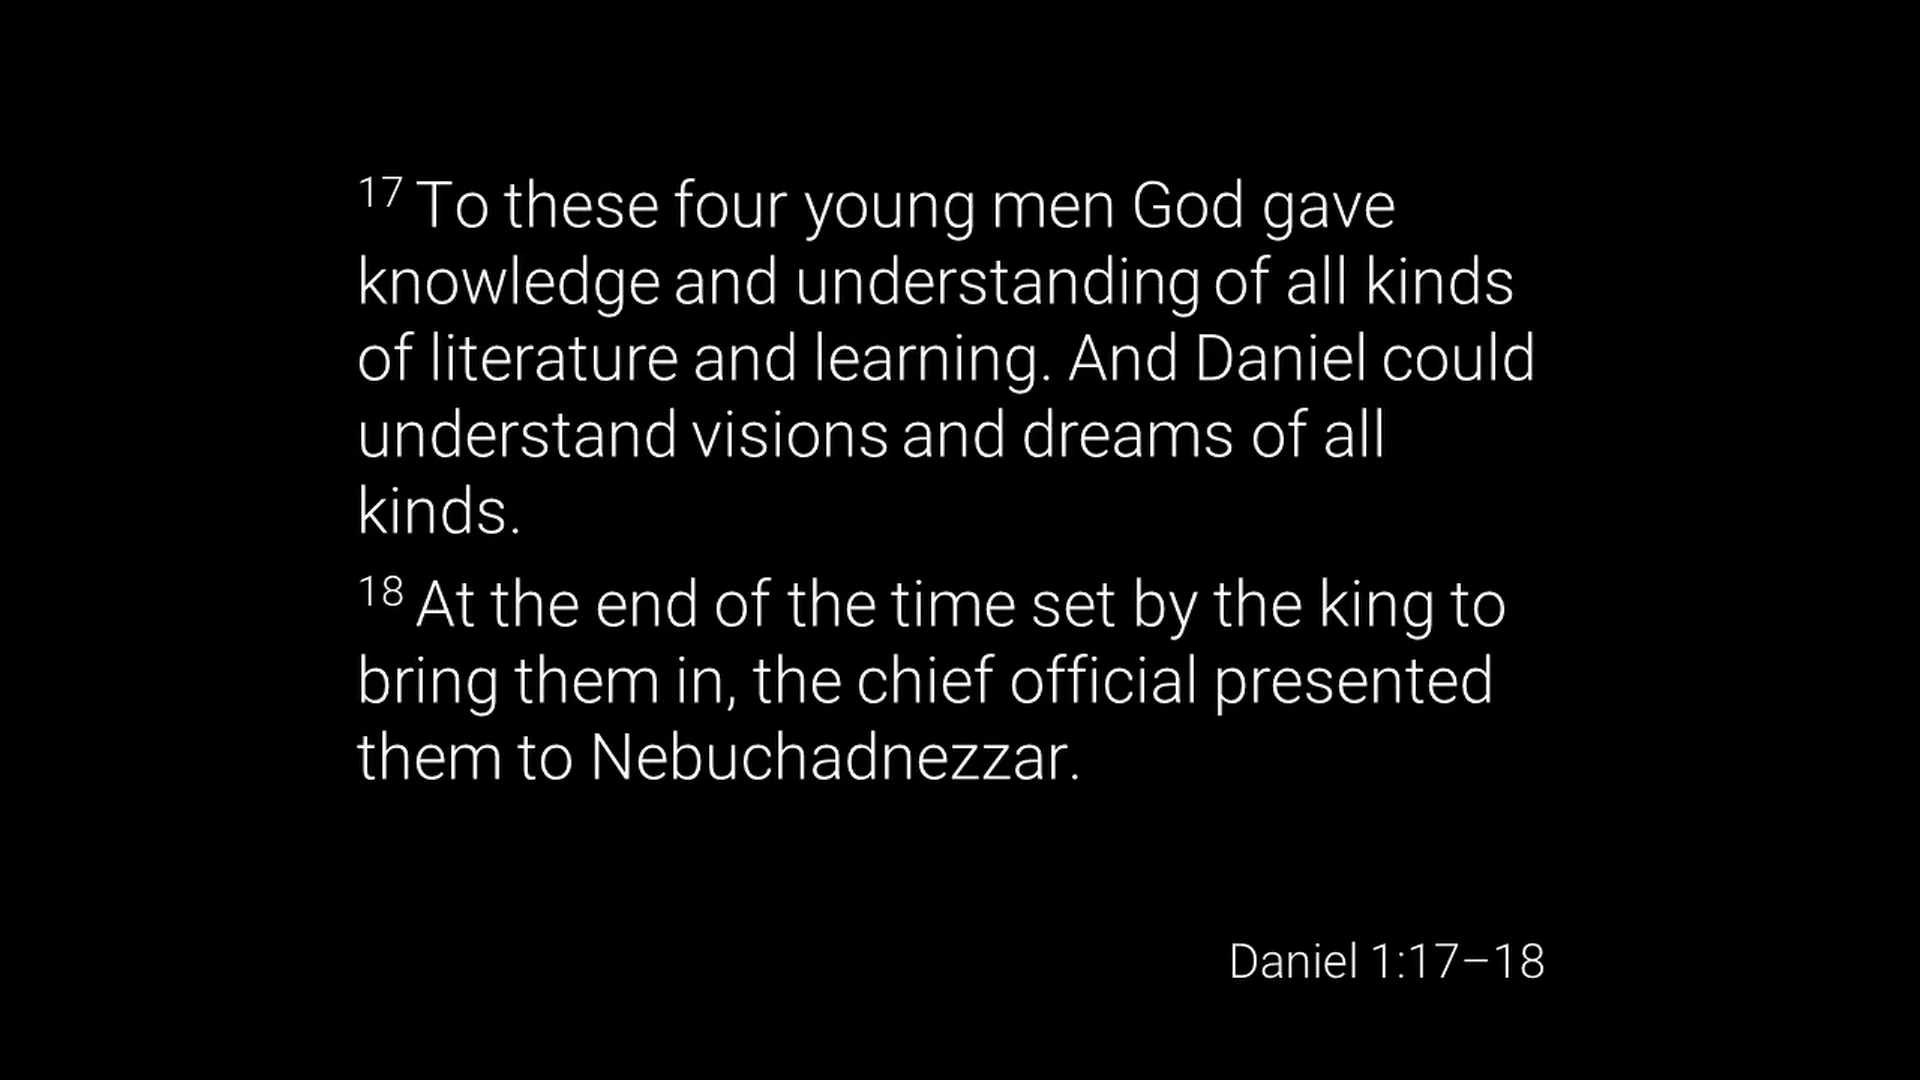 17 To these four young men God gave
knowledge and understanding of all kinds
of literature and learning. And Daniel could
understand visions and dreams of all
kinds.
18 At the end of the time set by the king to
bring them in, the chief official presented
them to Nebuchadnezzar.
Daniel 1:17–18